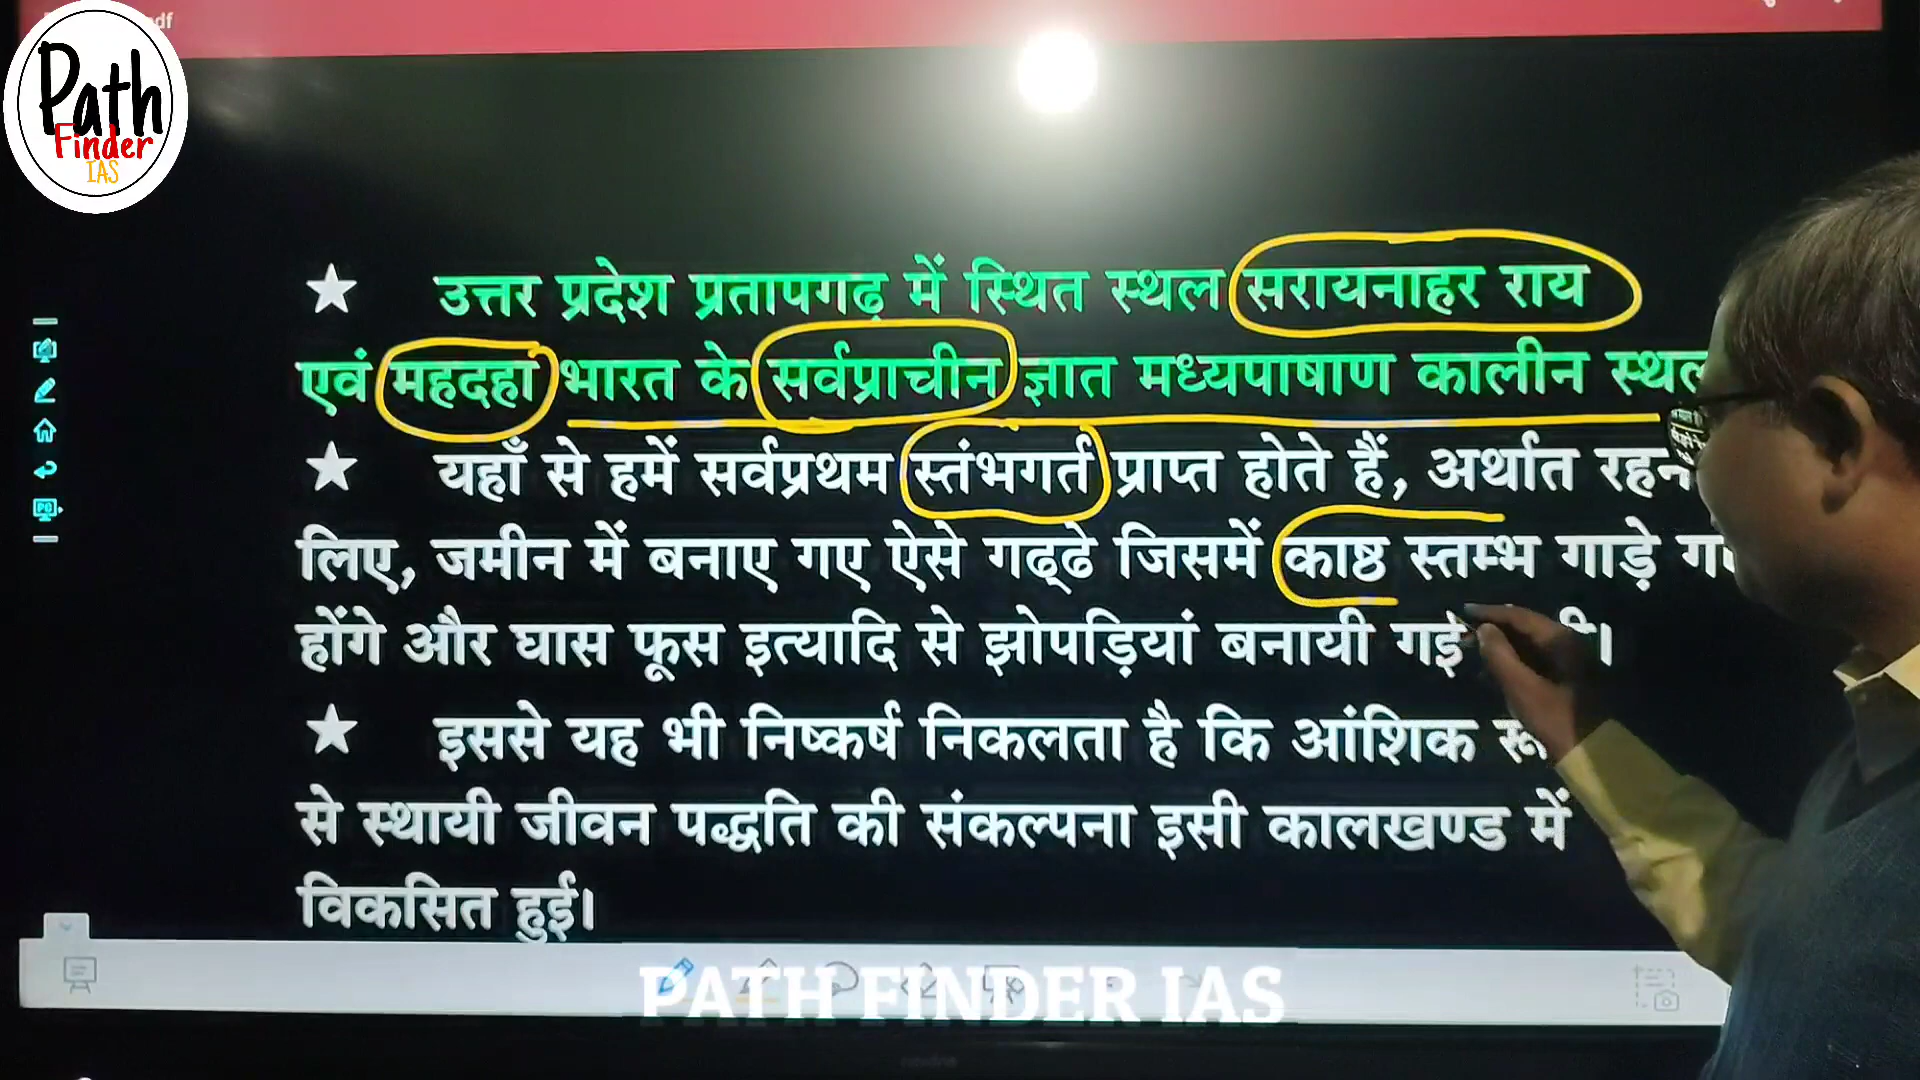 df
Path
Finder
IAS
★ उत्तर प्रदेश प्रतापगढ़ में स्थित स्थल सरायनाहर राय
एवं महदहा भारत के सर्वप्राचीन ज्ञात मध्यपाषाण कालीन स्थल
★ यहाँ से हमें सर्वप्रथम स्तंभगर्त प्राप्त होते हैं, अर्थात
लिए, जमीन में बनाए गए ऐसे गढ्ढे जिसमें काष्ठ स्तम्भ गाड़े
होंगे और घास फूस इत्यादि से झोपड़ियां बनायी गई
★ इससे यह भी निष्कर्ष निकलता है कि आंशिक
से स्थायी जीवन पद्धति की संकल्पना इसी कालखण्ड में
विकसित हुई।
PATH FINDER IAS